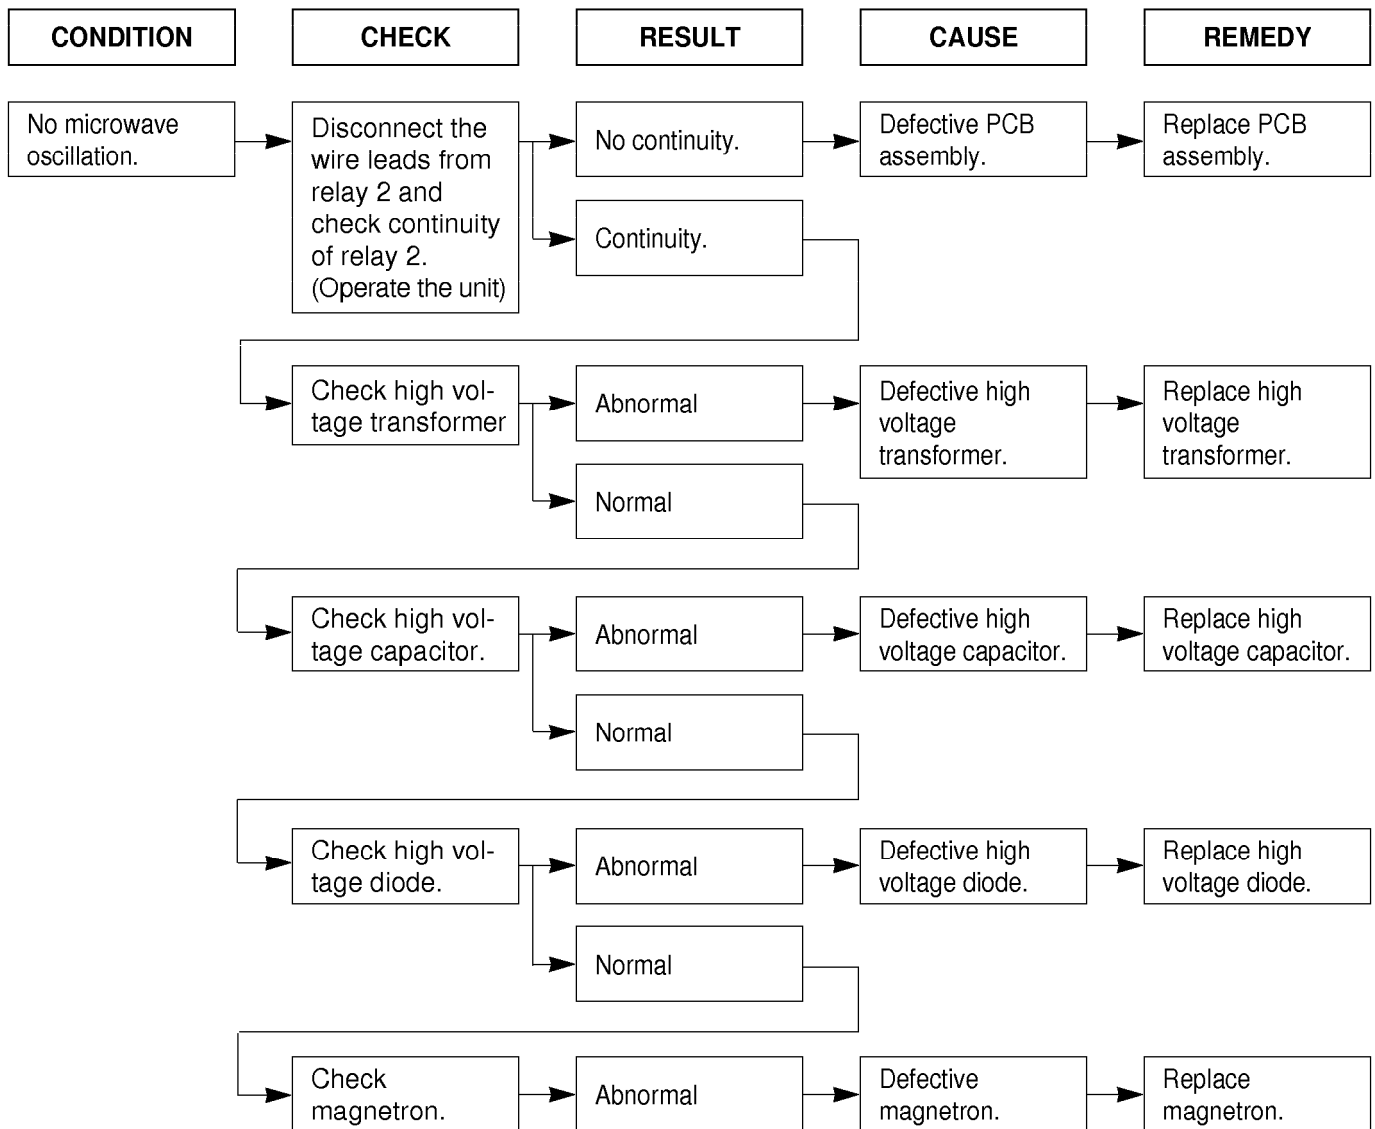 CONDITION
CHECK
RESULT
CAUSE
REMEDY
No microwave
oscillation.
Disconnect the
wire leads from
relay 2 and
check continuity
of relay 2.
(Operate the unit)
No continuity.
Defective PCB
assembly.
Replace PCB
assembly.
Continuity.
Check high vol-
tage transformer
Abnormal
Defective high
voltage
transformer.
Replace high
voltage
transformer.
Normal
Check high vol-
tage capacitor.
Abnormal
Defective high
voltage capacitor.
Replace high
voltage capacitor.
Normal
Check high vol-
tage diode.
Abnormal
Defective high
voltage diode.
Replace high
voltage diode.
Normal
Check
magnetron.
Abnormal
Defective
magnetron.
Replace
magnetron.